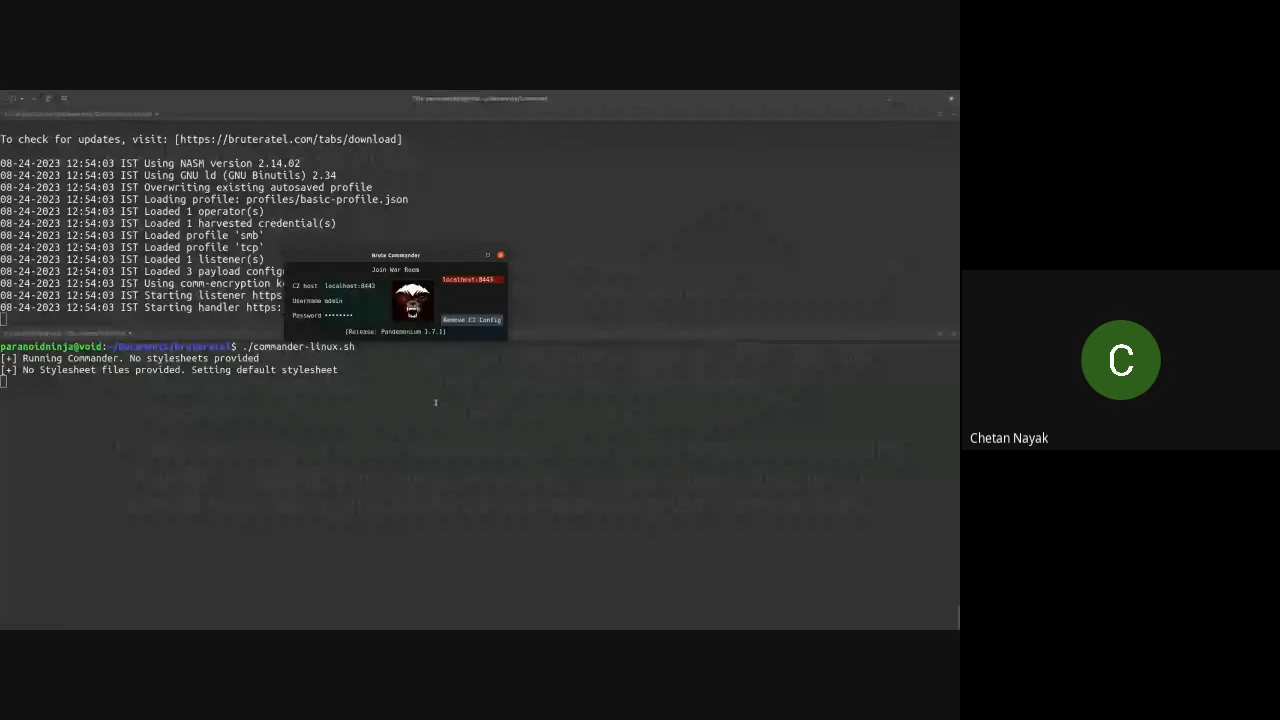 To check for updates, visit: [https://bruteratel.com/tabs/download]
08-24-2023 12:54:03 IST Using NASM version 2.14.02
08-24-2023 12:54:03 IST Using GNU ld (GNU Binutils) 2.34
08-24-2023 12:54:03 IST Overwriting existing autosaved profile
08-24-2023 12:54:03 IST Loading profile: profiles/basic-profile.json
08-24-2023 12:54:03 IST Loaded 1 operator(s)
08-24-2023 12:54:03 IST Loaded 1 harvested credential(s)
08-24-2023 12:54:03 IST Loaded profile 'smb'
08-24-2023 12:54:03 IST Loaded profile 'tcp'
08-24-2023 12:54:03 IST Loaded 1 listener(s)
08-24-2023 12:54:03 IST Loaded 3 payload config
08-24-2023 12:54:03 IST Using comm-encryption k
08-24-2023 12:54:03 IST Starting listener https
08-24-2023 12:54:03 IST Starting handler https:
Brute Commander
Join War Room
C2 host localhost:8443
Username admin
Password ••••••••
localhost:8443
Remove C2 Config
[Release: Pandemonium 1.7.1]
paranoidninja@void:~/Documents/bruteratel$ ./commander-linux.sh
[+] Running Commander. No stylesheets provided
[+] No Stylesheet files provided. Setting default stylesheet
C
Chetan Nayak